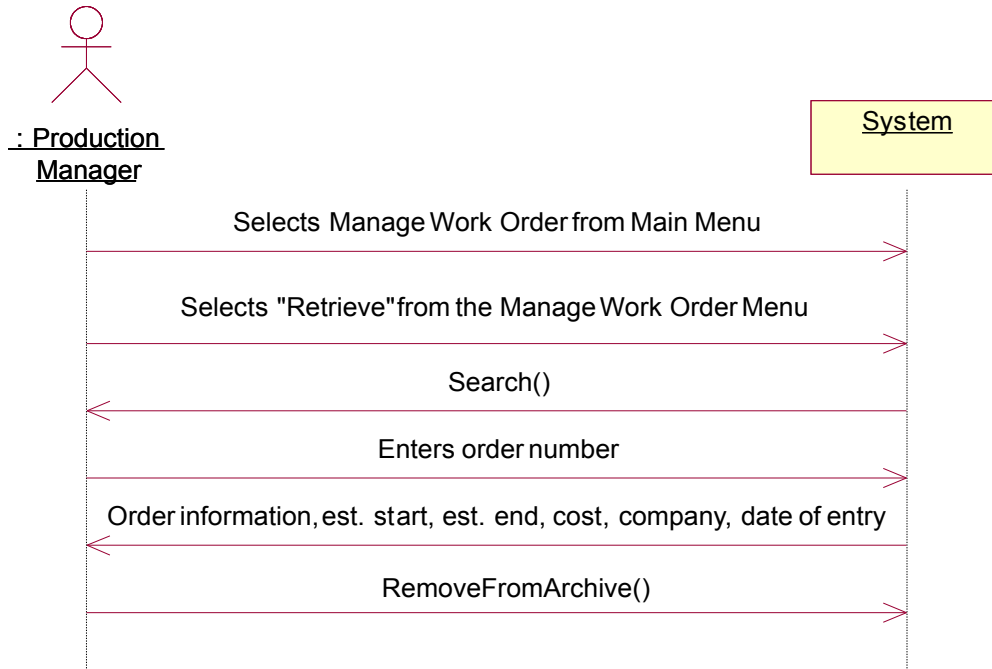 : Production
Manager
System
Selects Manage Work Order from Main Menu
Selects "Retrieve" from the Manage Work Order Menu
Search()
Enters order number
Order information, est. start, est. end, cost, company, date of entry
RemoveFromArchive()